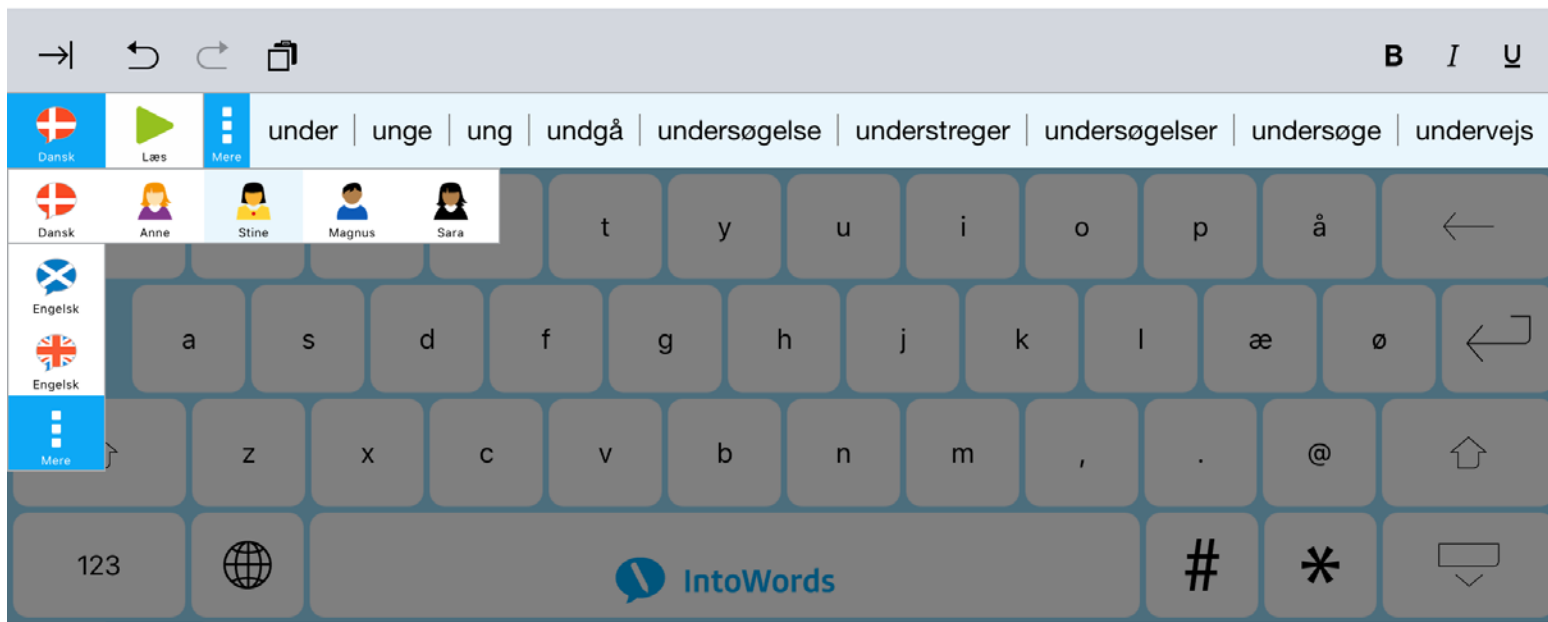 B I U
Dansk Læs Mere under unge ung undgå undersøgelse understreger undersøgelser undersøge undervejs
Dansk Anne Stine Magnus Sara t y u i o p å
Engelsk
a s d f g h j k l æ ø
Engelsk
Mere z x c v b n m , . @
123 IntoWords # *